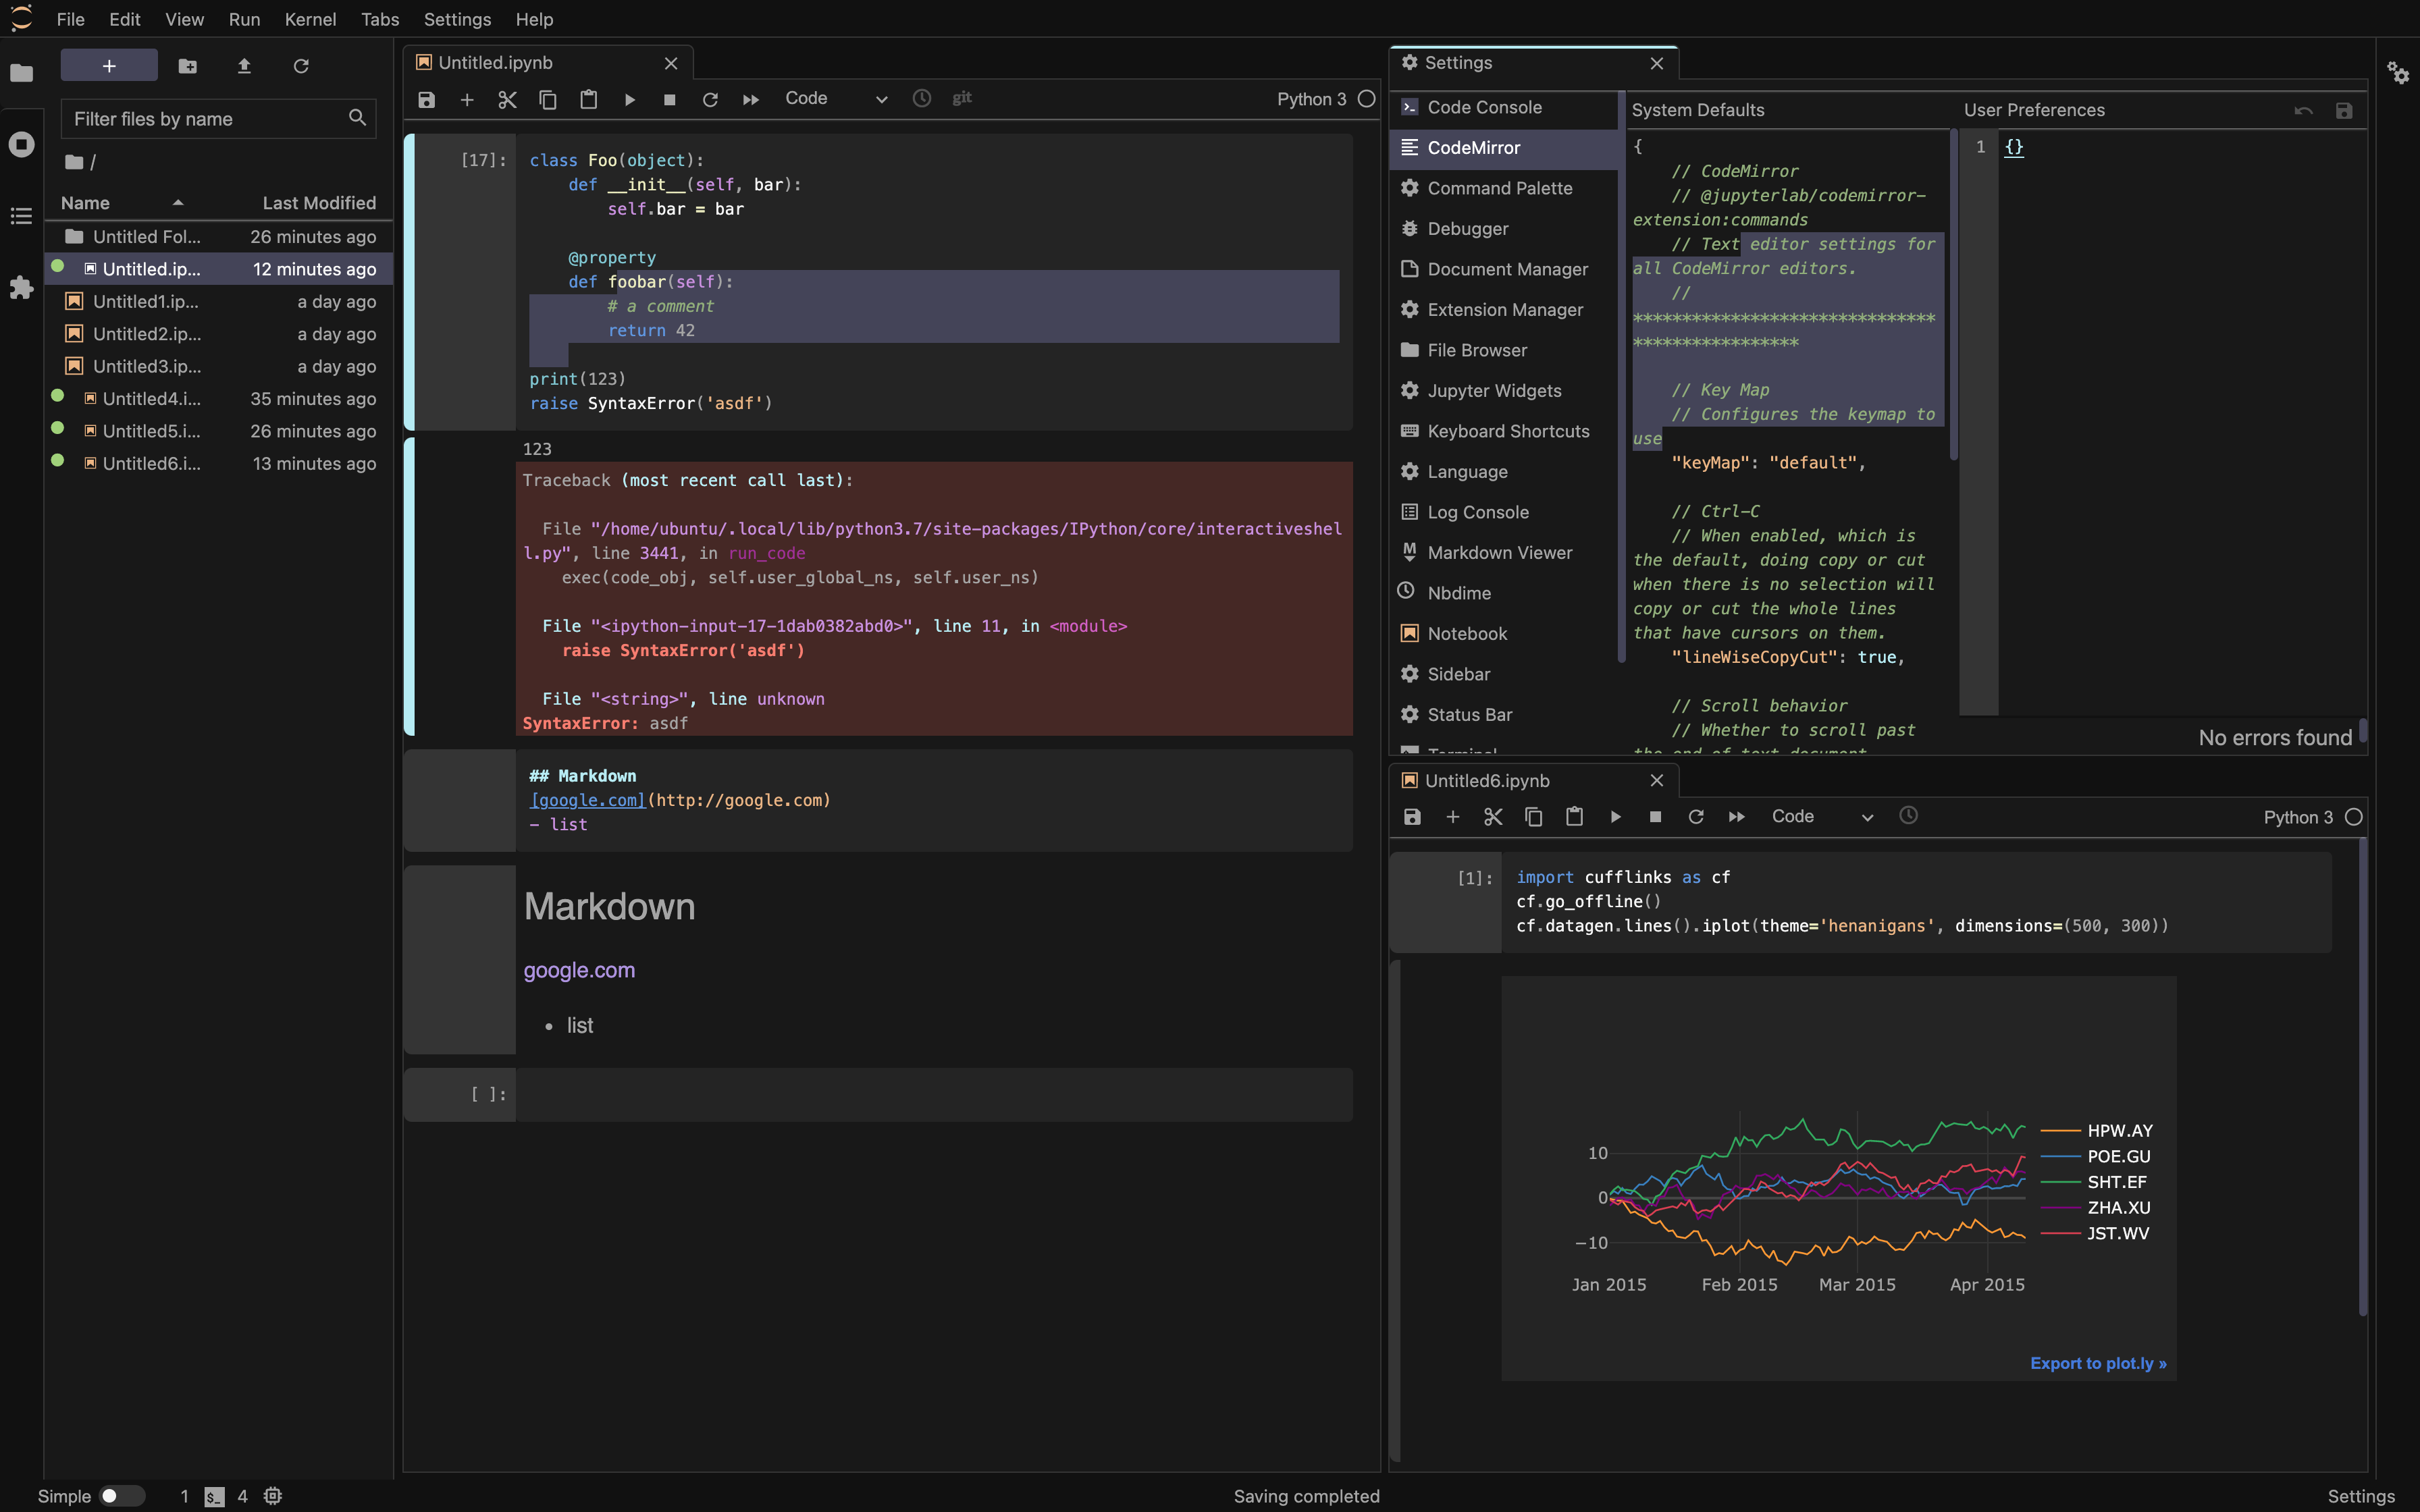 File Edit View Run Kernel Tabs Settings Help
Filter files by name
/
Name Last Modified
Untitled Fol... 26 minutes ago
Untitled.ip... 12 minutes ago
Untitled1.ip... a day ago
Untitled2.ip... a day ago
Untitled3.ip... a day ago
Untitled4.i... 35 minutes ago
Untitled5.i... 26 minutes ago
Untitled6.i... 13 minutes ago
Untitled.ipynb
Code git Python 3
[17]: class Foo(object):
def __init__(self, bar):
self.bar = bar
@property
def foobar(self):
# a comment
return 42
print(123)
raise SyntaxError('asdf')
123
Traceback (most recent call last):
File "/home/ubuntu/.local/lib/python3.7/site-packages/IPython/core/interactiveshel
l.py", line 3441, in run_code
exec(code_obj, self.user_global_ns, self.user_ns)
File "<ipython-input-17-1dab0382abd0>", line 11, in <module>
raise SyntaxError('asdf')
File "<string>", line unknown
SyntaxError: asdf
## Markdown
[google.com](http://google.com)
- list
Markdown
google.com
• list
[ ]:
Settings
Code Console
CodeMirror
Command Palette
Debugger
Document Manager
Extension Manager
File Browser
Jupyter Widgets
Keyboard Shortcuts
Language
Log Console
Markdown Viewer
Nbdime
Notebook
Sidebar
Status Bar
Terminal
System Defaults
{
// CodeMirror
// @jupyterlab/codemirror-
extension:commands
// Text editor settings for
all CodeMirror editors.
//
*******************************
*****************
// Key Map
// Configures the keymap to
use
"keyMap": "default",
// Ctrl-C
// When enabled, which is
the default, doing copy or cut
when there is no selection will
copy or cut the whole lines
that have cursors on them.
"lineWiseCopyCut": true,
// Scroll behavior
// Whether to scroll past
the end of text document
User Preferences
1 {}
No errors found
Untitled6.ipynb
Code Python 3
[1]: import cufflinks as cf
cf.go_offline()
cf.datagen.lines().iplot(theme='henanigans', dimensions=(500, 300))
10
0
−10
Jan 2015 Feb 2015 Mar 2015 Apr 2015
HPW.AY
POE.GU
SHT.EF
ZHA.XU
JST.WV
Export to plot.ly »
Simple 1 $_ 4 Saving completed Settings